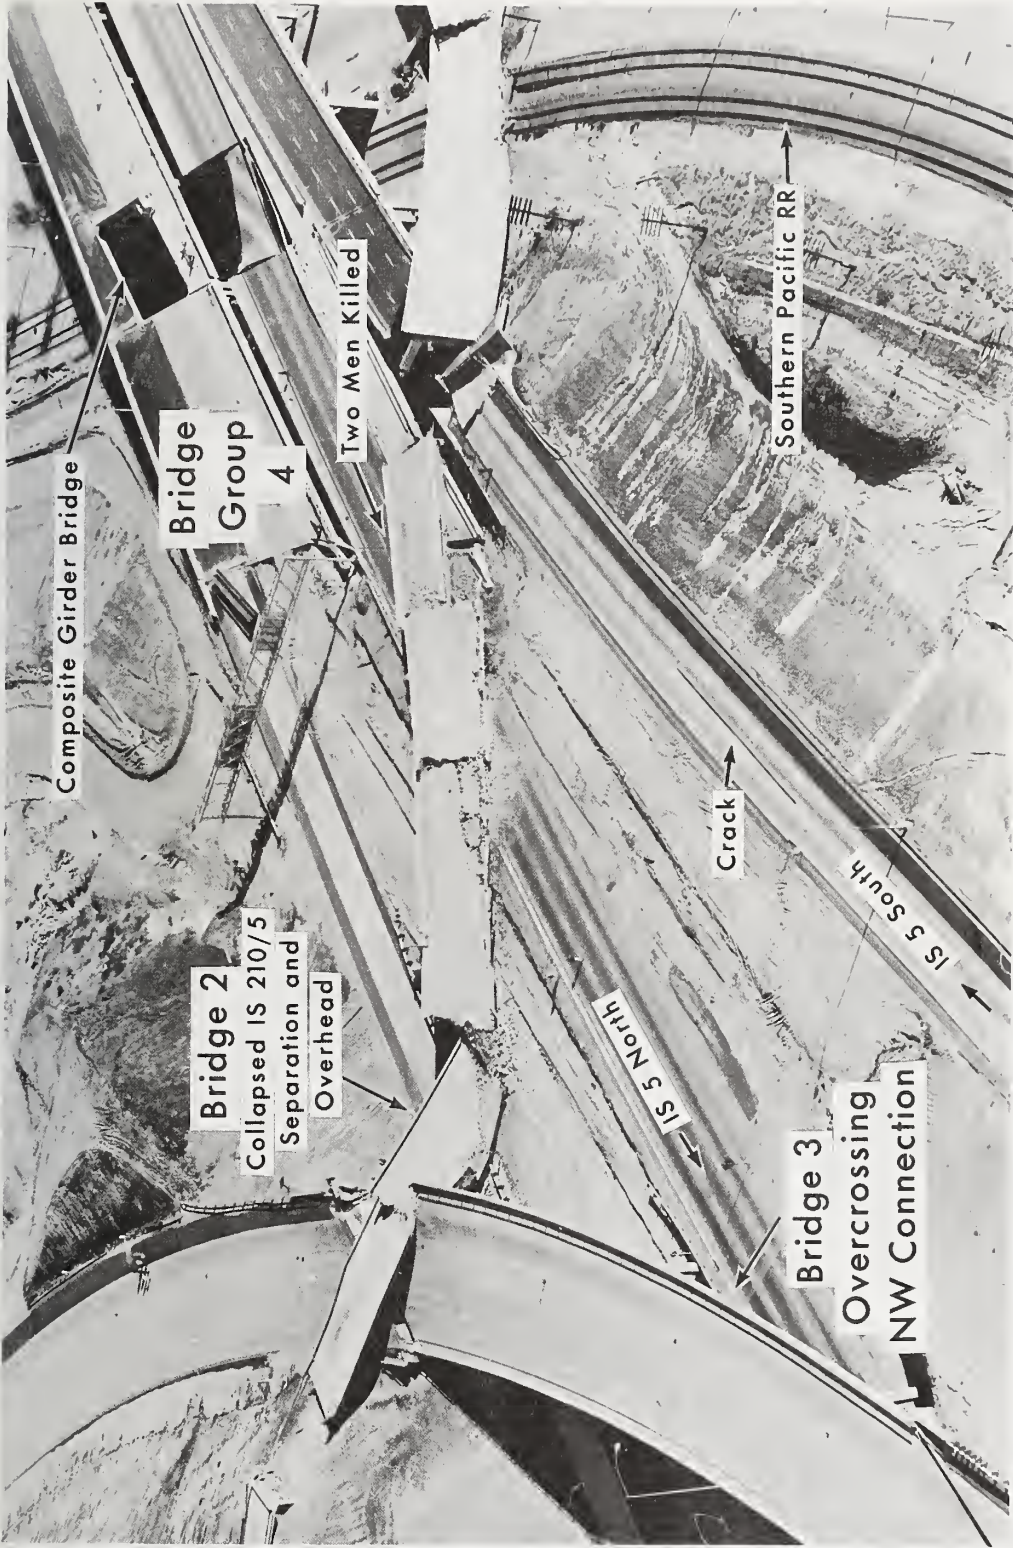 Composite Girder Bridge
Bridge
Group
4
Two Men Killed
Southern Pacific RR
Bridge 2
Collapsed IS 210/5
Separation and
Overhead
Crack
IS 5 South
IS 5 North
Bridge 3
Overcrossing
NW Connection